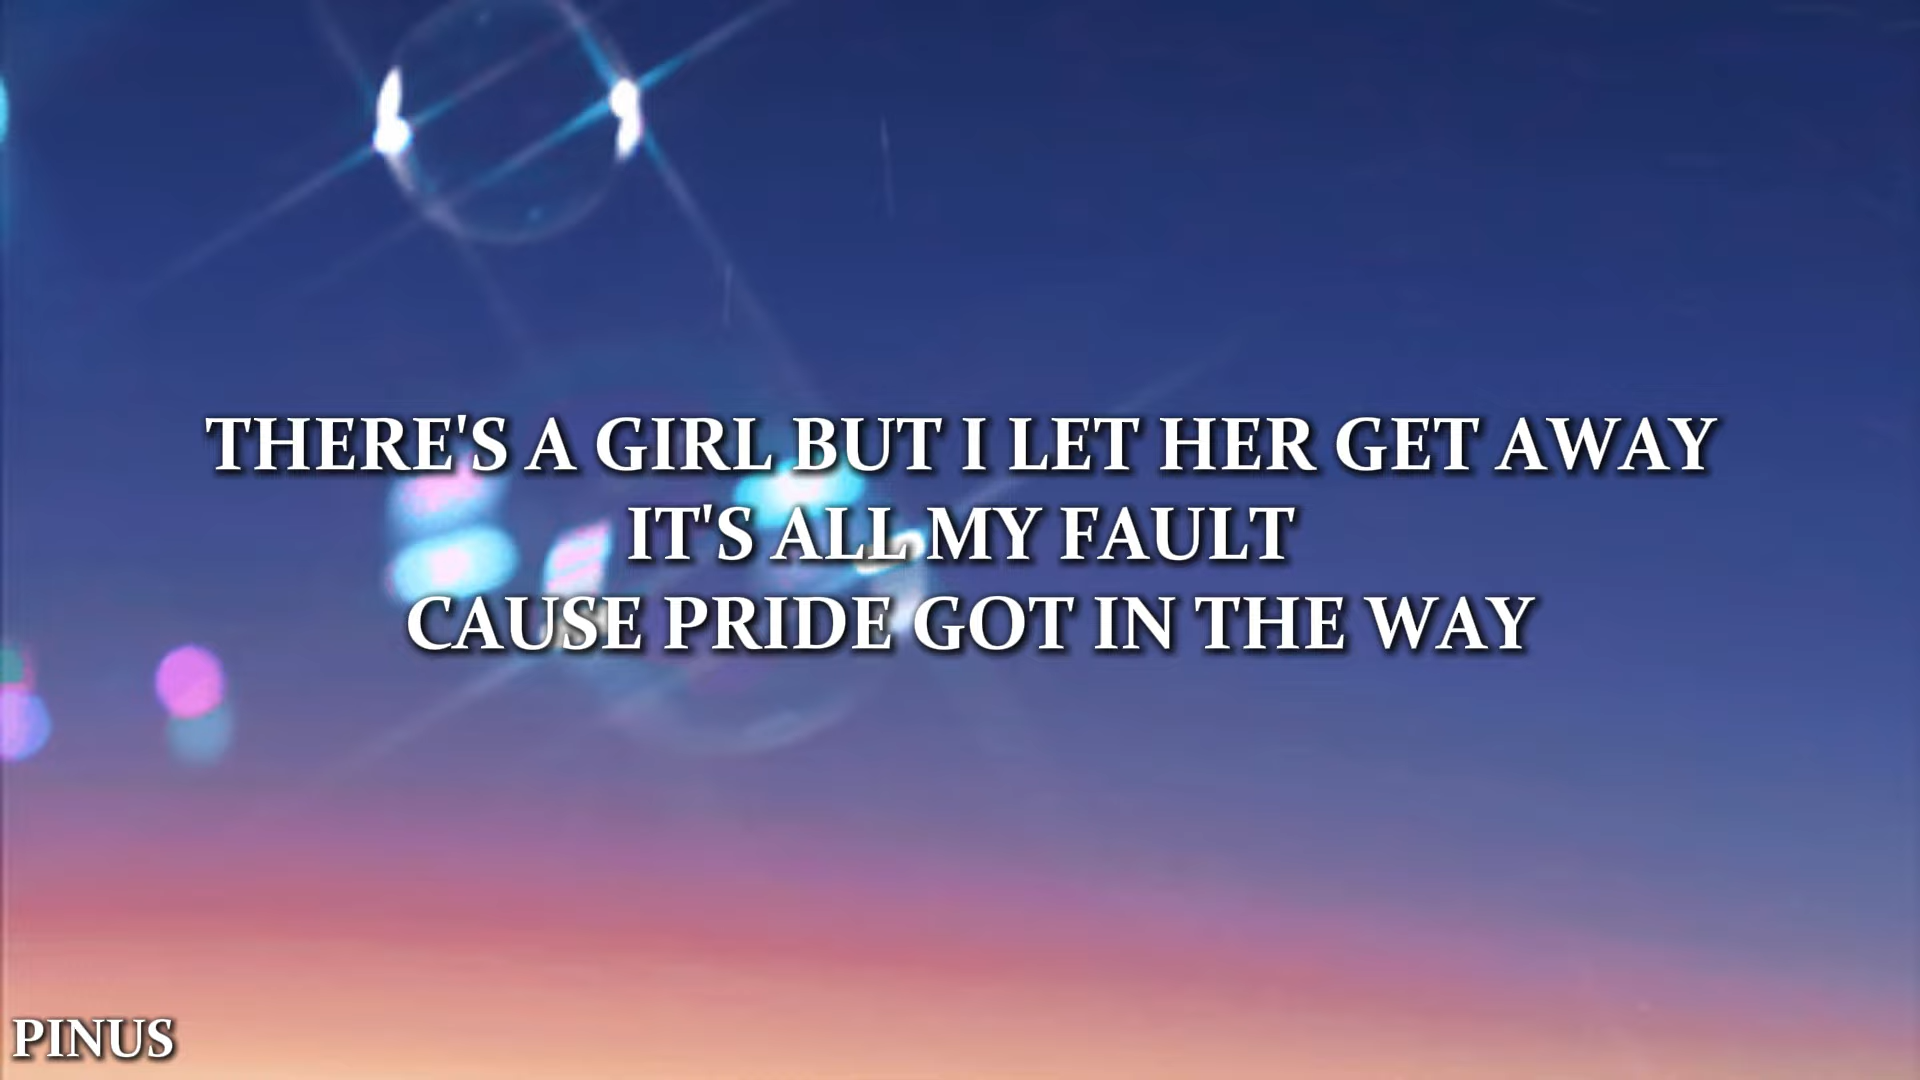 THERE'S A GIRL BUT I LET HER GET AWAY
IT'S ALL MY FAULT
CAUSE PRIDE GOT IN THE WAY
PINUS